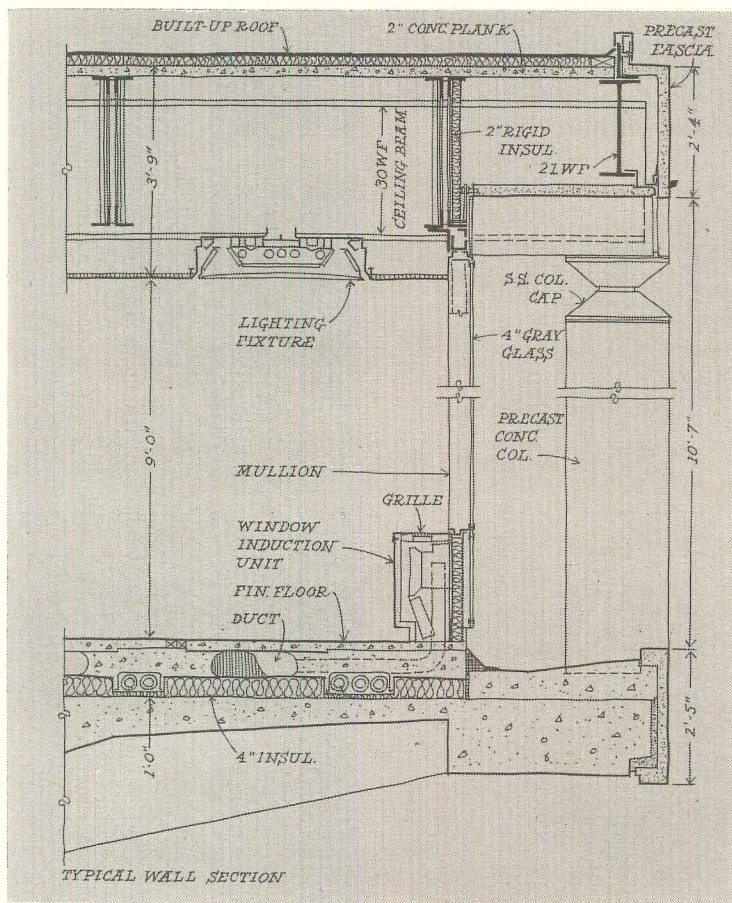 BUILT-UP ROOF
2" CONC. PLANK
PRECAST
FASCIA
2" RIGID
INSUL.
21 WF
30 WF
CEILING BEAM
3'-9"
2'-4"
S.S. COL.
CAP
LIGHTING
FIXTURE
¼" GRAY
GLASS
9'-0"
PRECAST
CONC.
COL.
10'-7"
MULLION
GRILLE
WINDOW
INDUCTION
UNIT
FIN. FLOOR
DUCT
4" INSUL.
1'-0"
2'-5"
TYPICAL WALL SECTION